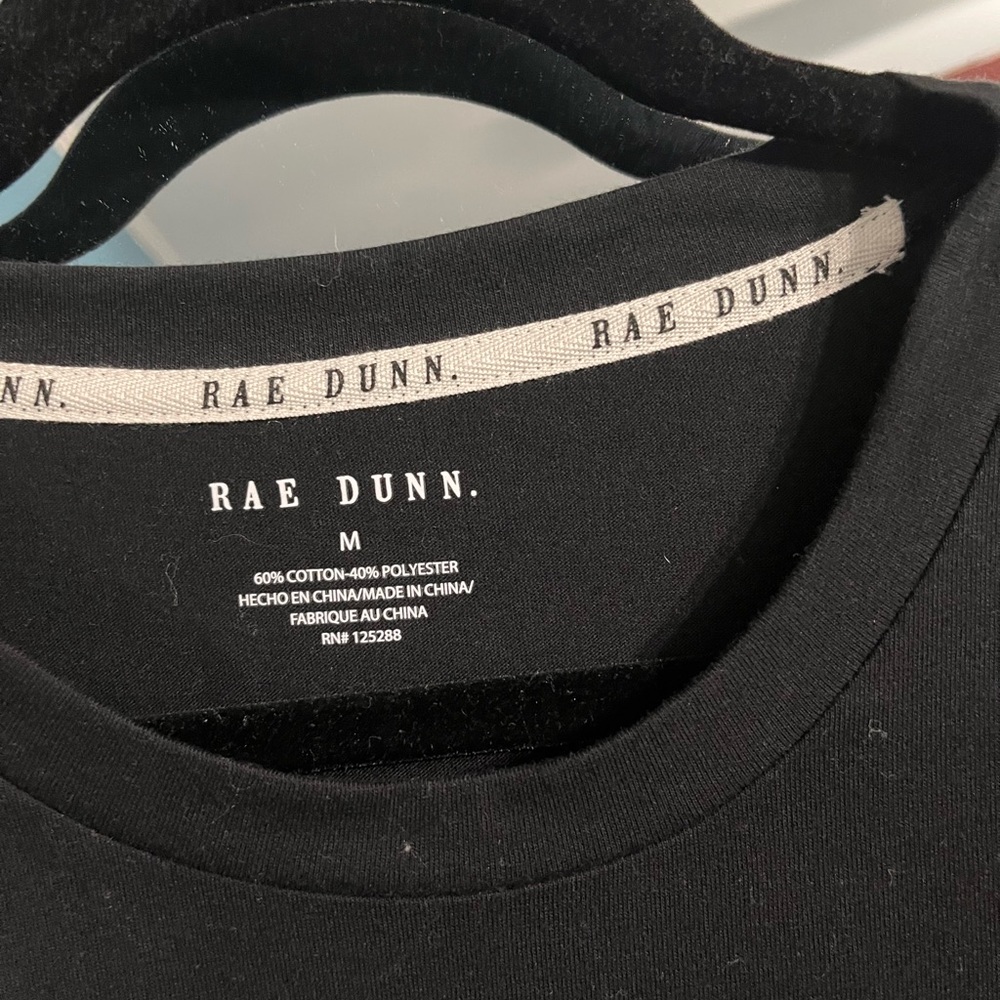 NN. RAE DUNN. RAE DUNN.
RAE DUNN.
M
60% COTTON-40% POLYESTER
HECHO EN CHINA/MADE IN CHINA/
FABRIQUE AU CHINA
RN# 125288